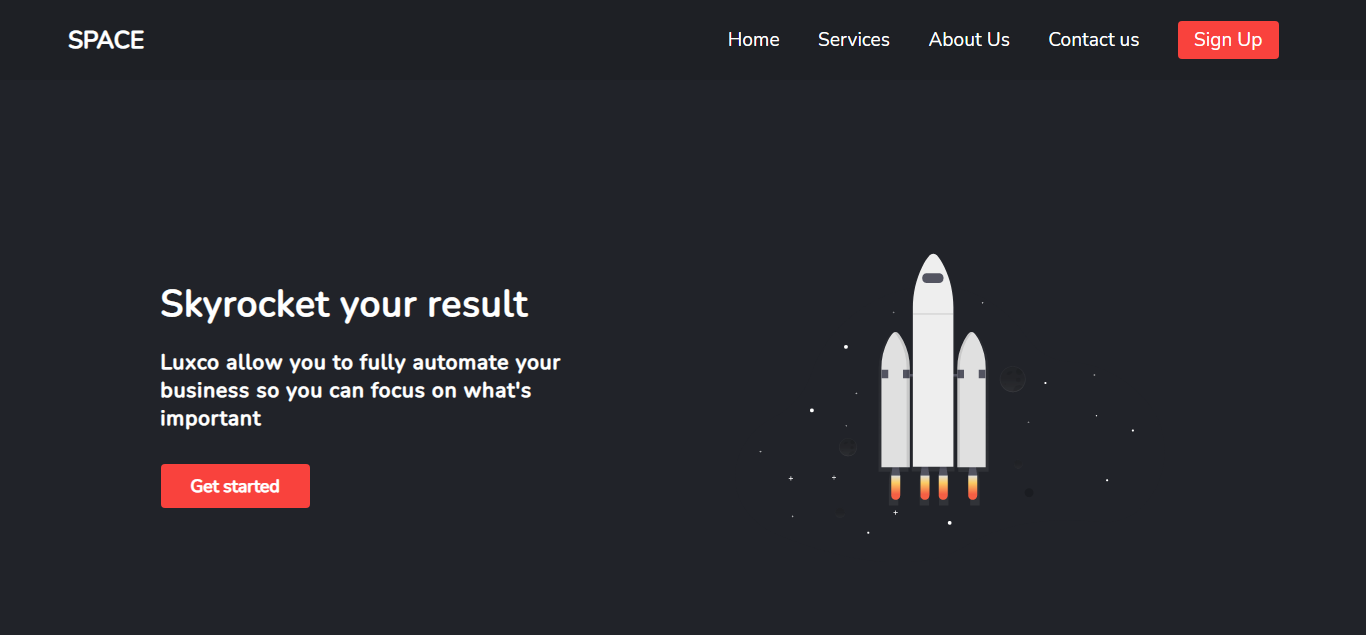 SPACE
Home
Services
About Us
Contact us
Sign Up
Skyrocket your result
Luxco allow you to fully automate your
business so you can focus on what's
important
Get started